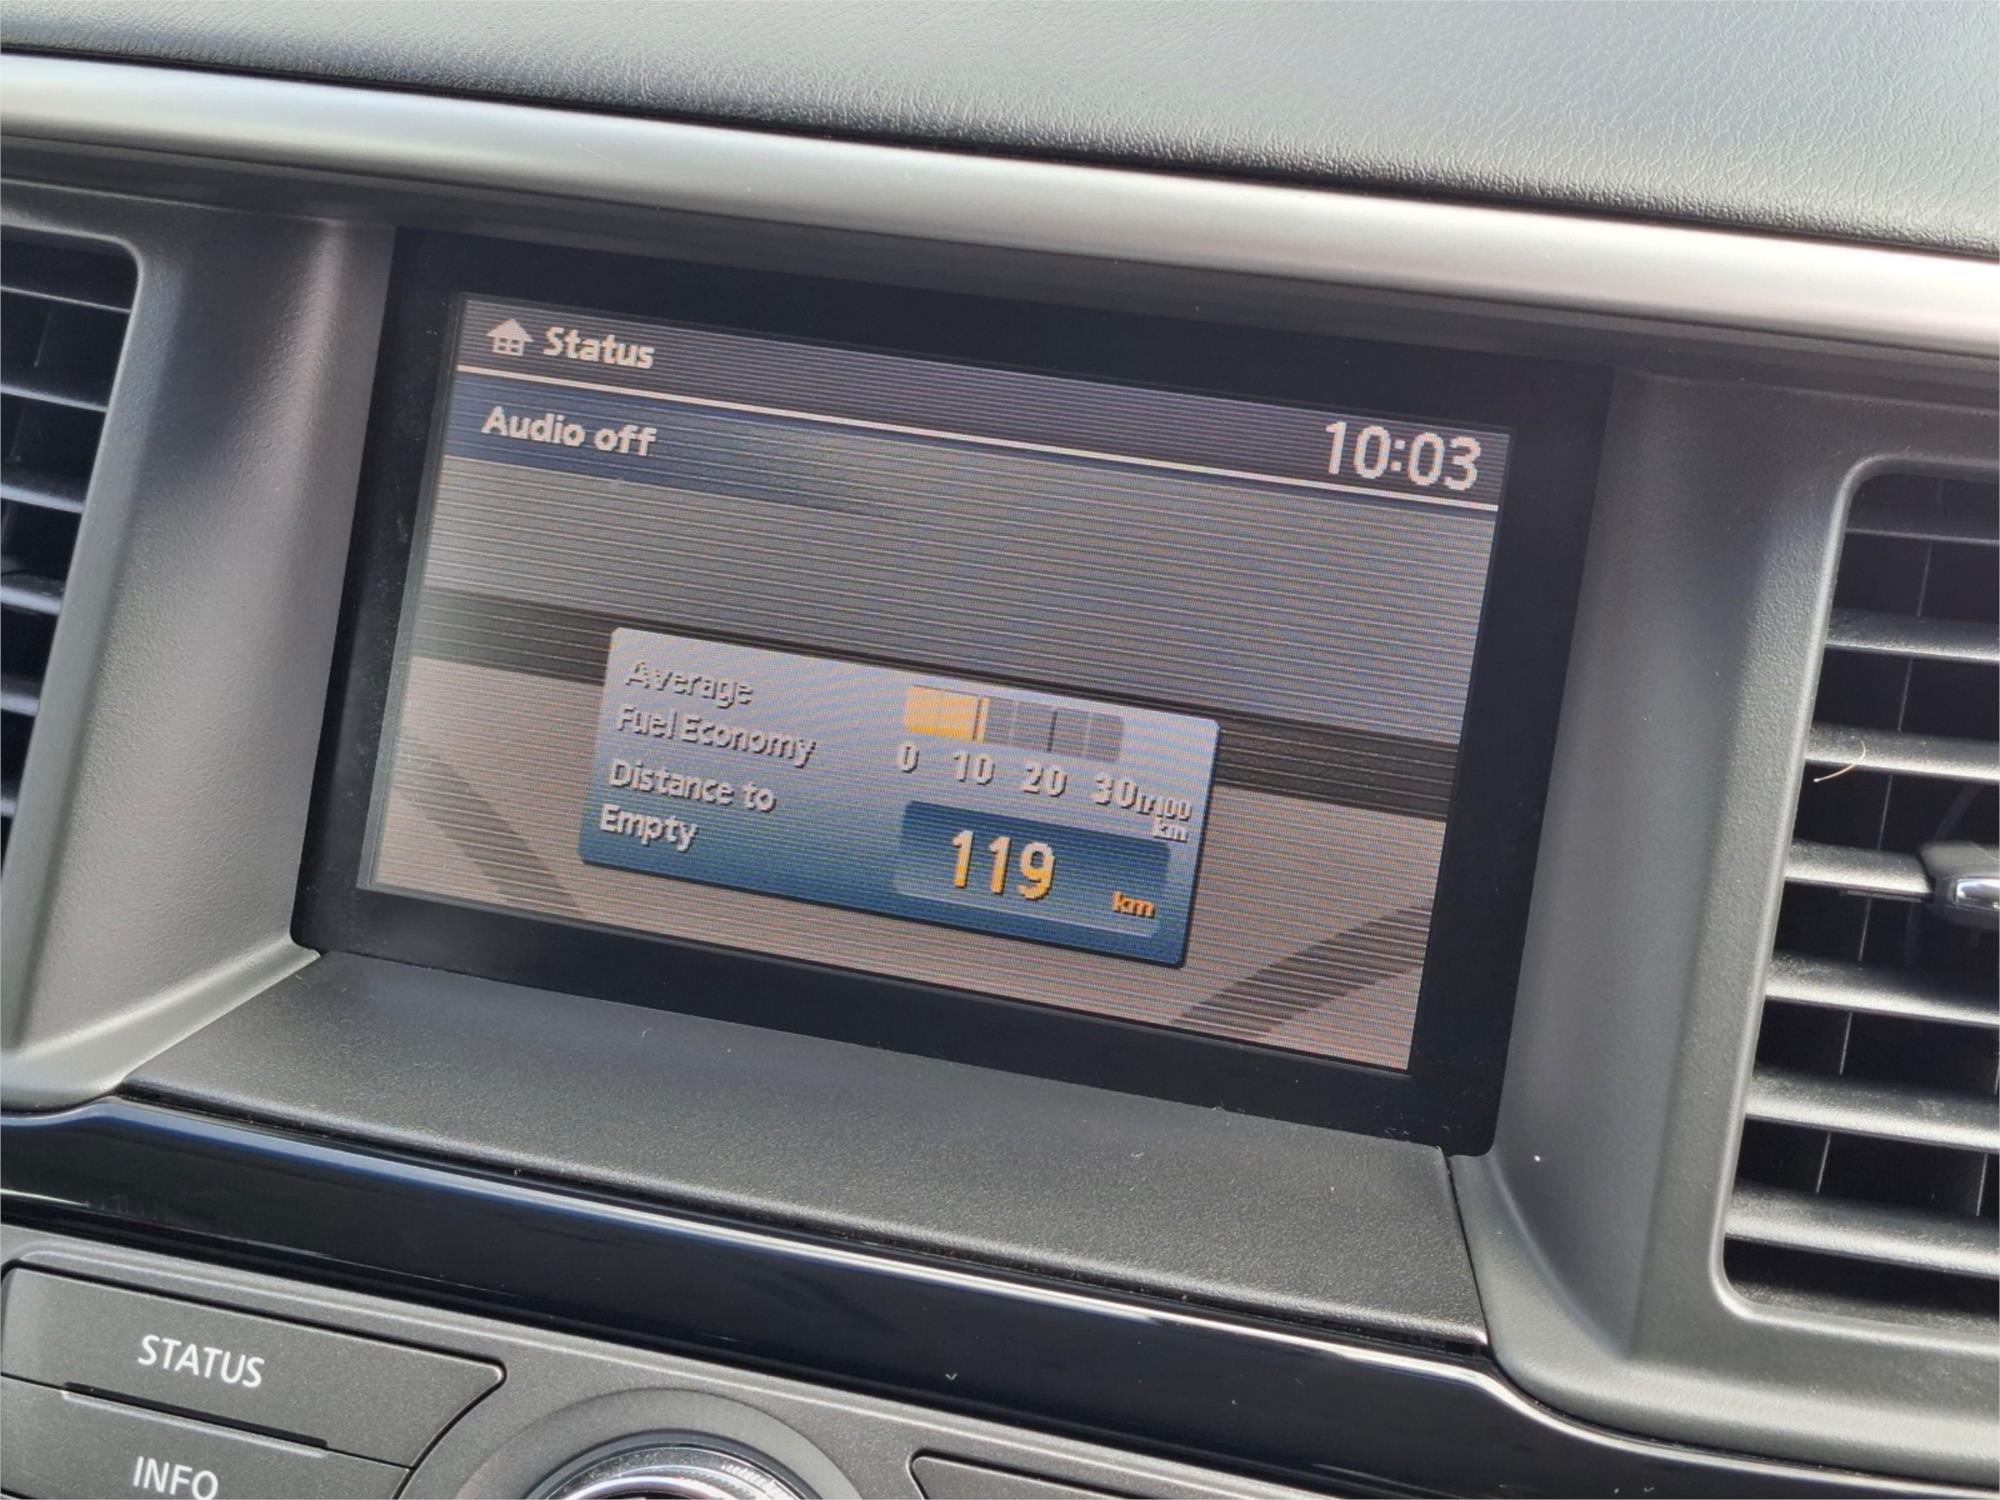 Status
10:03
Audio off
Average
Fuel Economy
0 10 20 30 l/100
km
Distance to
Empty
119 km
STATUS
INFO